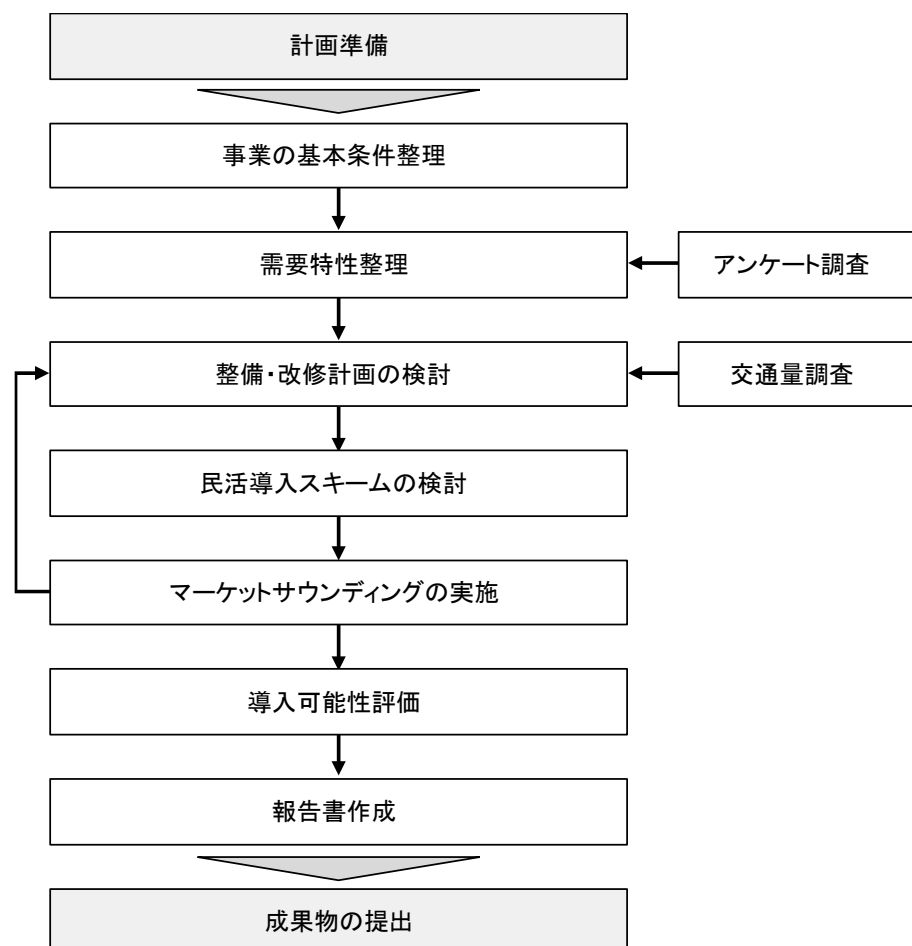 計画準備
事業の基本条件整理
需要特性整理
アンケート調査
整備・改修計画の検討
交通量調査
民活導入スキームの検討
マーケットサウンディングの実施
導入可能性評価
報告書作成
成果物の提出